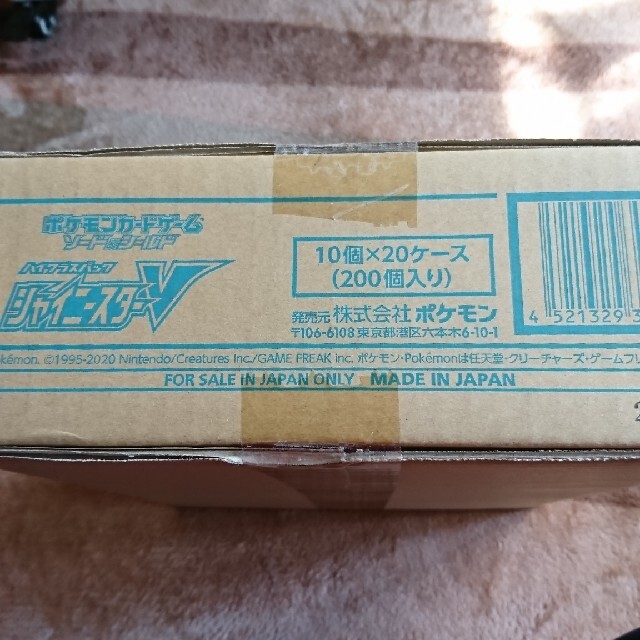 ポケモンカードゲーム
ソード&シールド
ハイクラスパック
シャイニースターV
10個×20ケース
(200個入り)
発売元 株式会社 ポケモン
〒106-6108 東京都港区六本木6-10-1
4 521329 3
okémon. ©1995-2020 Nintendo/Creatures Inc./GAME FREAK inc. ポケモン・Pokémonは任天堂・クリーチャーズ・ゲームフリ
FOR SALE IN JAPAN ONLY MADE IN JAPAN
2